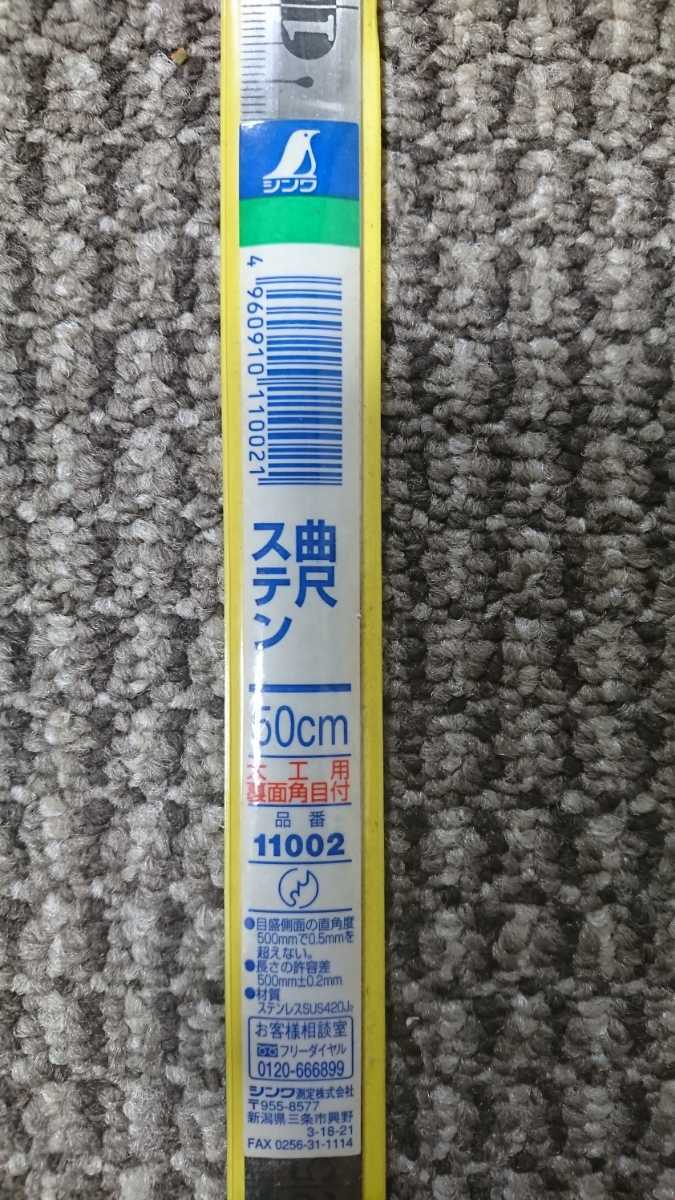 1
シンワ
4 960910 110021
曲尺
ステン
50cm
大工用
裏面角目付
品番
11002
●目盛側面の直角度
500mmで0.5mmを
超えない。
●長さの許容差
500mm±0.2mm
●材質
ステンレスSUS420J₂
お客様相談室
フリーダイヤル
0120-666899
シンワ測定株式会社
〒955-8577
新潟県三条市興野
3-18-21
FAX 0256-31-1114